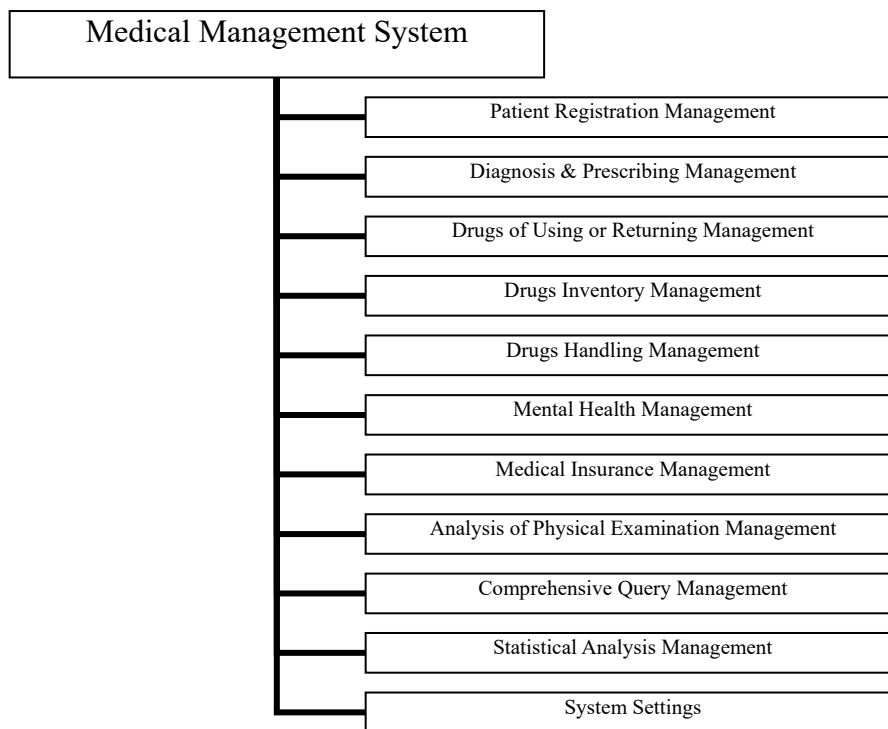 Medical Management System
Patient Registration Management
Diagnosis & Prescribing Management
Drugs of Using or Returning Management
Drugs Inventory Management
Drugs Handling Management
Mental Health Management
Medical Insurance Management
Analysis of Physical Examination Management
Comprehensive Query Management
Statistical Analysis Management
System Settings